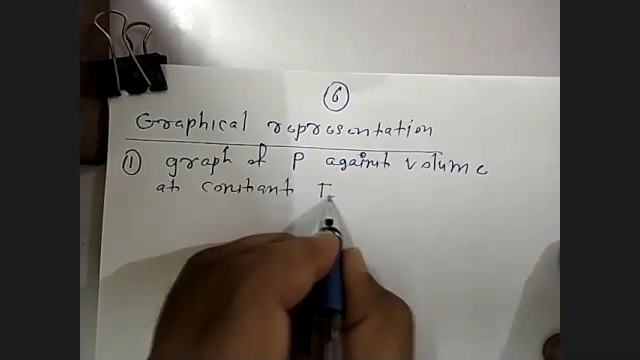 6
Graphical representation
1 graph of P against volume
at constant T